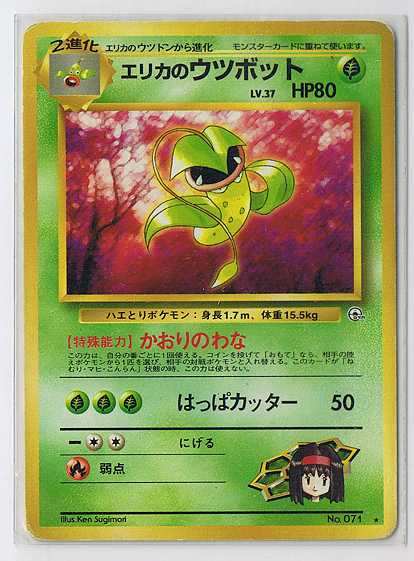 2進化
エリカのウツドンから進化
モンスターカードに重ねて使います。
エリカのウツボット
LV.37 HP80
ハエとりポケモン：身長1.7m、体重15.5kg
【特殊能力】かおりのわな
この力は、自分の番ごとに1回使える。コインを投げて「おもて」なら、相手の控
えポケモンから1匹を選び、相手の対戦ポケモンと入れ替える。このカードが「ね
むり・マヒ・こんらん」状態の時、この力は使えない。
はっぱカッター 50
にげる
弱点
Illus.Ken Sugimori
No.071